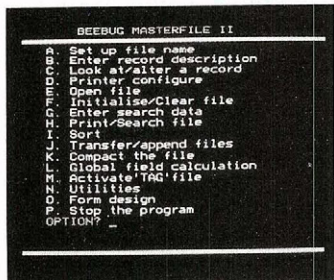 BEEBUG MASTERFILE II
A. Set up file name
B. Enter record description
C. Look at/alter a record
D. Printer configure
E. Open file
F. Initialise/Clear file
G. Enter search data
H. Print/Search file
I. Sort
J. Transfer/append files
K. Compact the file
L. Global field calculation
M. Activate'TAG'file
N. Utilities
O. Form design
P. Stop the program
OPTION? _